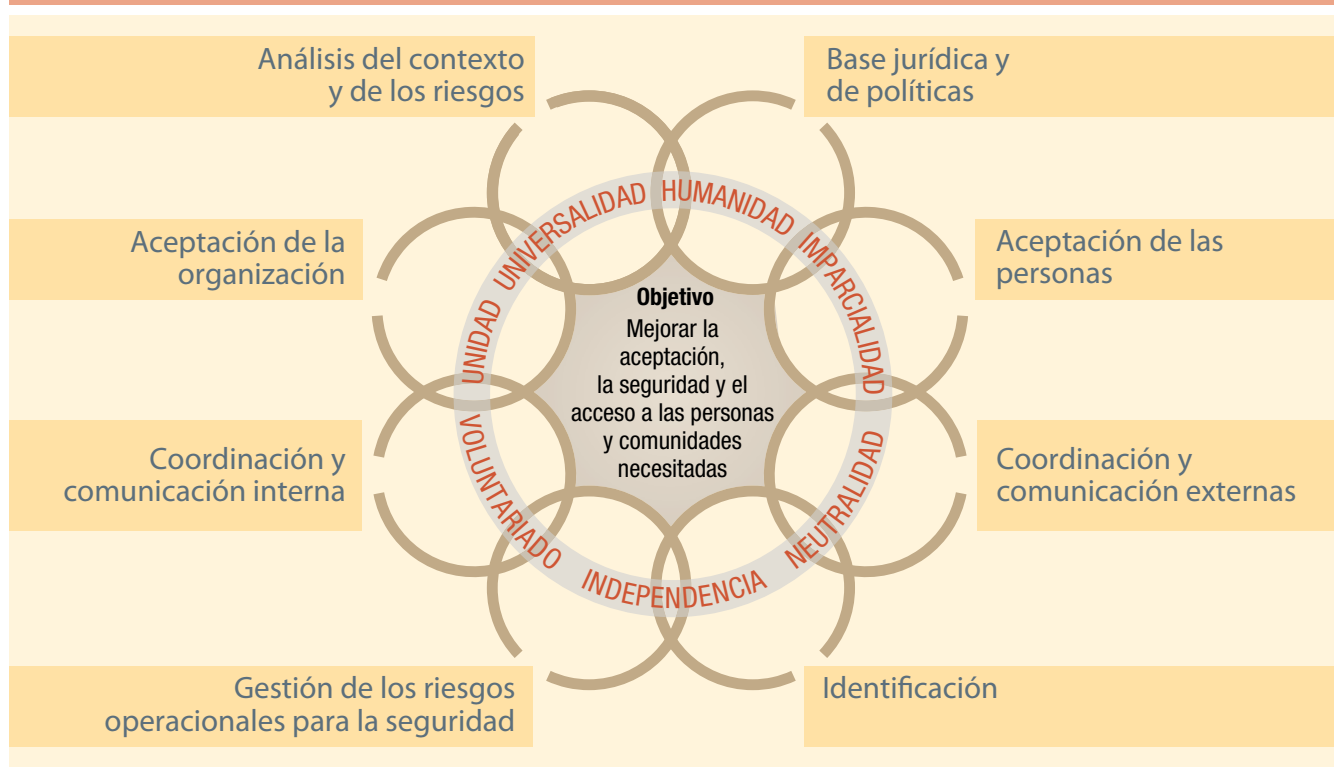 Análisis del contexto
y de los riesgos
Base jurídica y
de políticas
Aceptación de la
organización
Aceptación de las
personas
Coordinación y
comunicación interna
Coordinación y
comunicación externas
Gestión de los riesgos
operacionales para la seguridad
Identificación
HUMANIDAD IMPARCIALIDAD NEUTRALIDAD INDEPENDENCIA VOLUNTARIADO UNIDAD UNIVERSALIDAD
Objetivo
Mejorar la
aceptación,
la seguridad y el
acceso a las personas
y comunidades
necesitadas